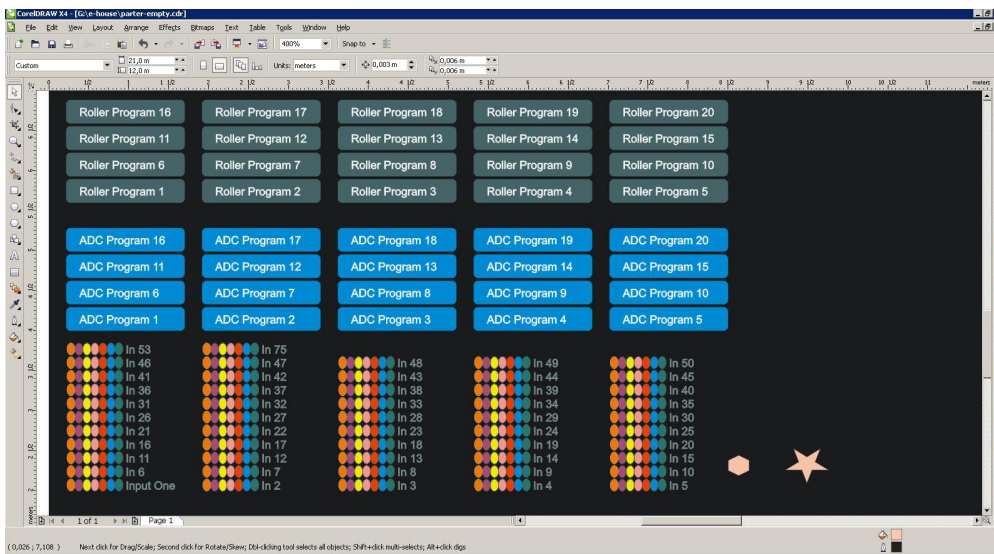 CorelDRAW X4 - [G:\e-house\parter-empty.cdr]
File Edit View Layout Arrange Effects Bitmaps Text Table Tools Window Help
400% Snap to
Custom 21,0 m 12,0 m Units: meters 0,003 m 0,006 m 0,006 m
meters
Roller Program 16 Roller Program 17 Roller Program 18 Roller Program 19 Roller Program 20
Roller Program 11 Roller Program 12 Roller Program 13 Roller Program 14 Roller Program 15
Roller Program 6 Roller Program 7 Roller Program 8 Roller Program 9 Roller Program 10
Roller Program 1 Roller Program 2 Roller Program 3 Roller Program 4 Roller Program 5
ADC Program 16 ADC Program 17 ADC Program 18 ADC Program 19 ADC Program 20
ADC Program 11 ADC Program 12 ADC Program 13 ADC Program 14 ADC Program 15
ADC Program 6 ADC Program 7 ADC Program 8 ADC Program 9 ADC Program 10
ADC Program 1 ADC Program 2 ADC Program 3 ADC Program 4 ADC Program 5
In 53 In 75
In 46 In 47 In 48 In 49 In 50
In 41 In 42 In 43 In 44 In 45
In 36 In 37 In 38 In 39 In 40
In 31 In 32 In 33 In 34 In 35
In 26 In 27 In 28 In 29 In 30
In 21 In 22 In 23 In 24 In 25
In 16 In 17 In 18 In 19 In 20
In 11 In 12 In 13 In 14 In 15
In 6 In 7 In 8 In 9 In 10
Input One In 2 In 3 In 4 In 5
1 of 1 Page 1
( 0,026 ; 7,108 ) Next click for Drag/Scale; Second click for Rotate/Skew; Dbl-clicking tool selects all objects; Shift+click multi-selects; Alt+click digs